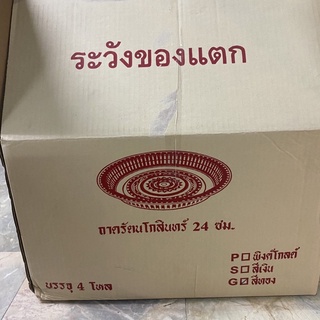 ระวังของแตก
ถาดรัตนโกสินทร์ 24 ซม.
P พิงค์โกลด์
S สีเงิน
G สีทอง
บรรจุ 4 โหล